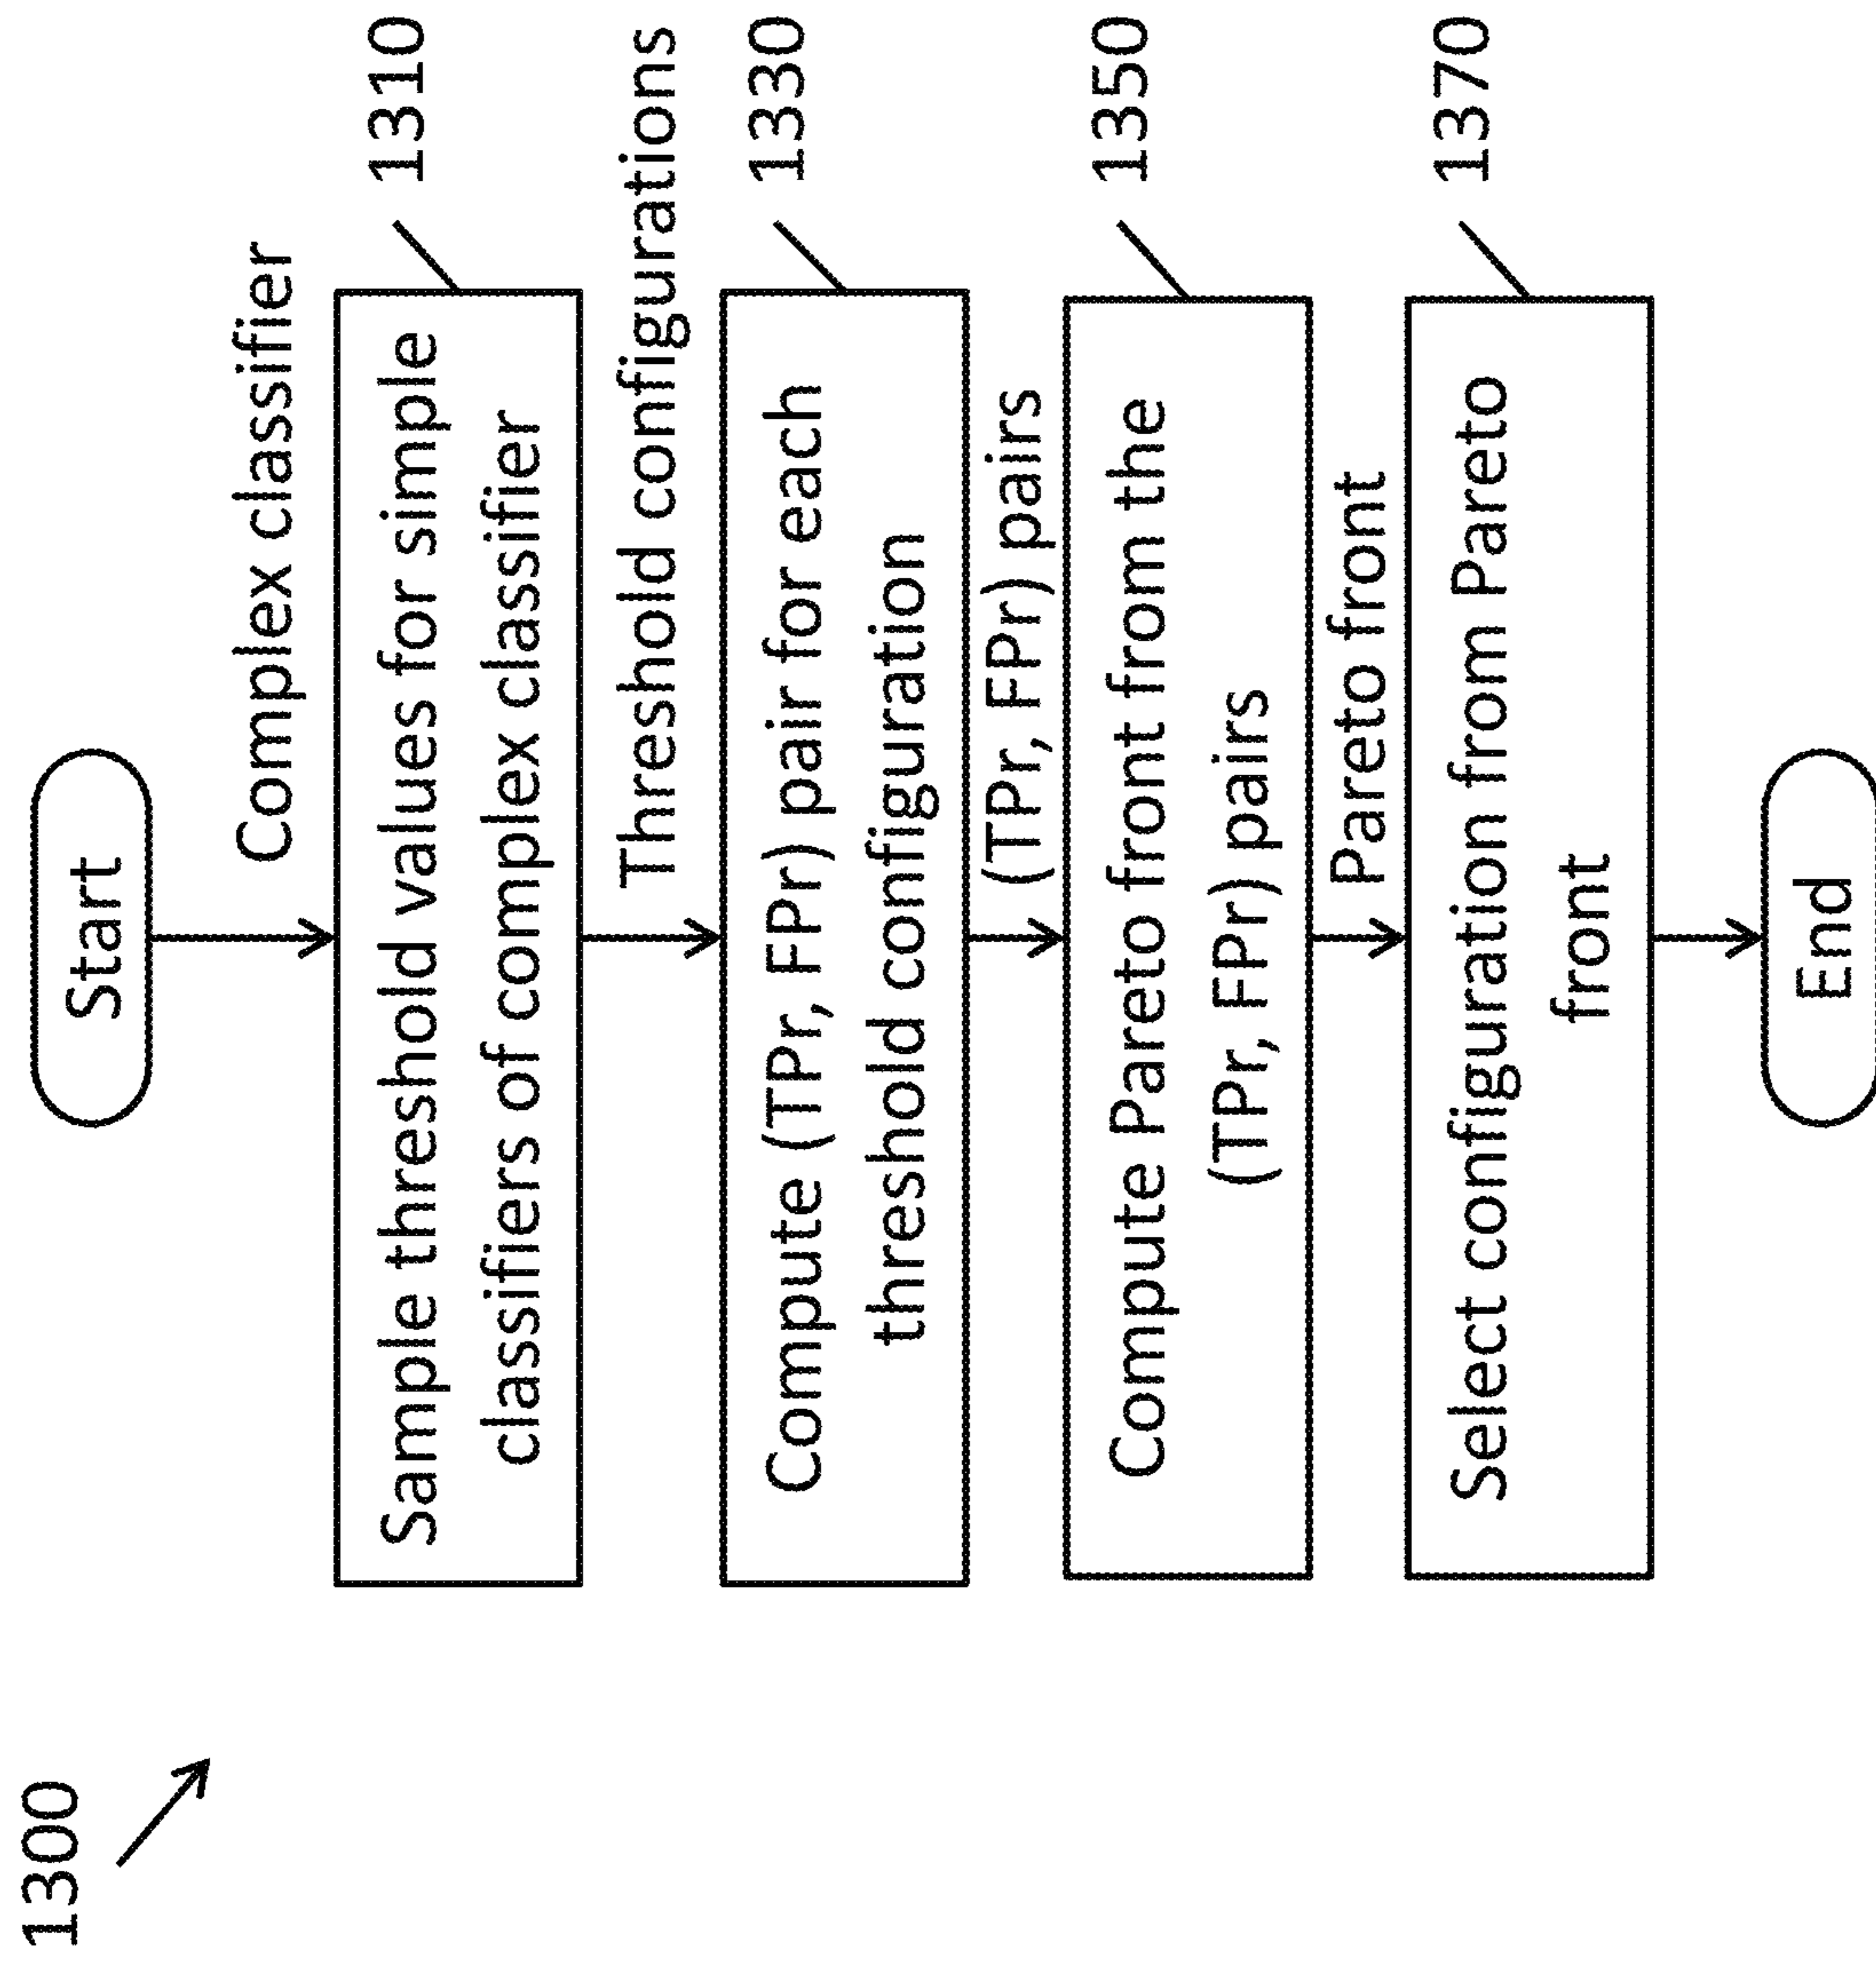 1300
Start
Complex classifier
Sample threshold values for simple
classifiers of complex classifier
1310
Threshold configurations
Compute (TPr, FPr) pair for each
threshold configuration
1330
(TPr, FPr) pairs
Compute Pareto front from the
(TPr, FPr) pairs
1350
Pareto front
Select configuration from Pareto
front
1370
End